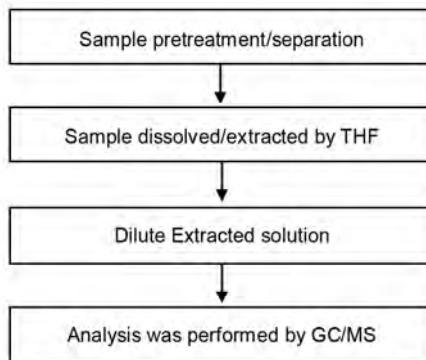 Sample pretreatment/separation
Sample dissolved/extracted by THF
Dilute Extracted solution
Analysis was performed by GC/MS